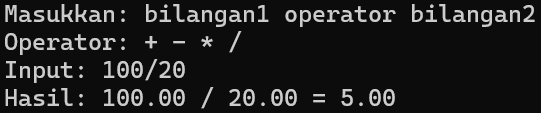 Masukkan: bilangan1 operator bilangan2
Operator: + - * /
Input: 100/20
Hasil: 100.00 / 20.00 = 5.00